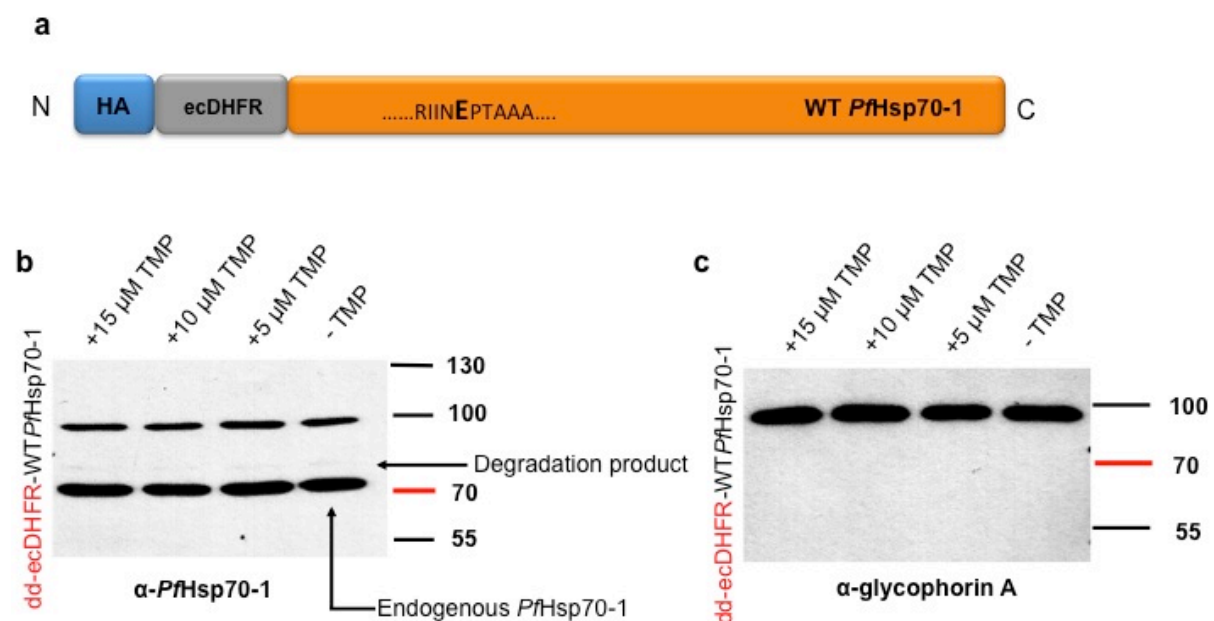 a
N HA ecDHFR ......RIINEPTAAA.... WT PfHsp70-1 C
b
+15 µM TMP
+10 µM TMP
+5 µM TMP
- TMP
dd-ecDHFR-WTPfHsp70-1
130
100
Degradation product
70
55
α-PfHsp70-1
Endogenous PfHsp70-1
c
+15 µM TMP
+10 µM TMP
+5 µM TMP
- TMP
dd-ecDHFR-WTPfHsp70-1
100
70
55
α-glycophorin A